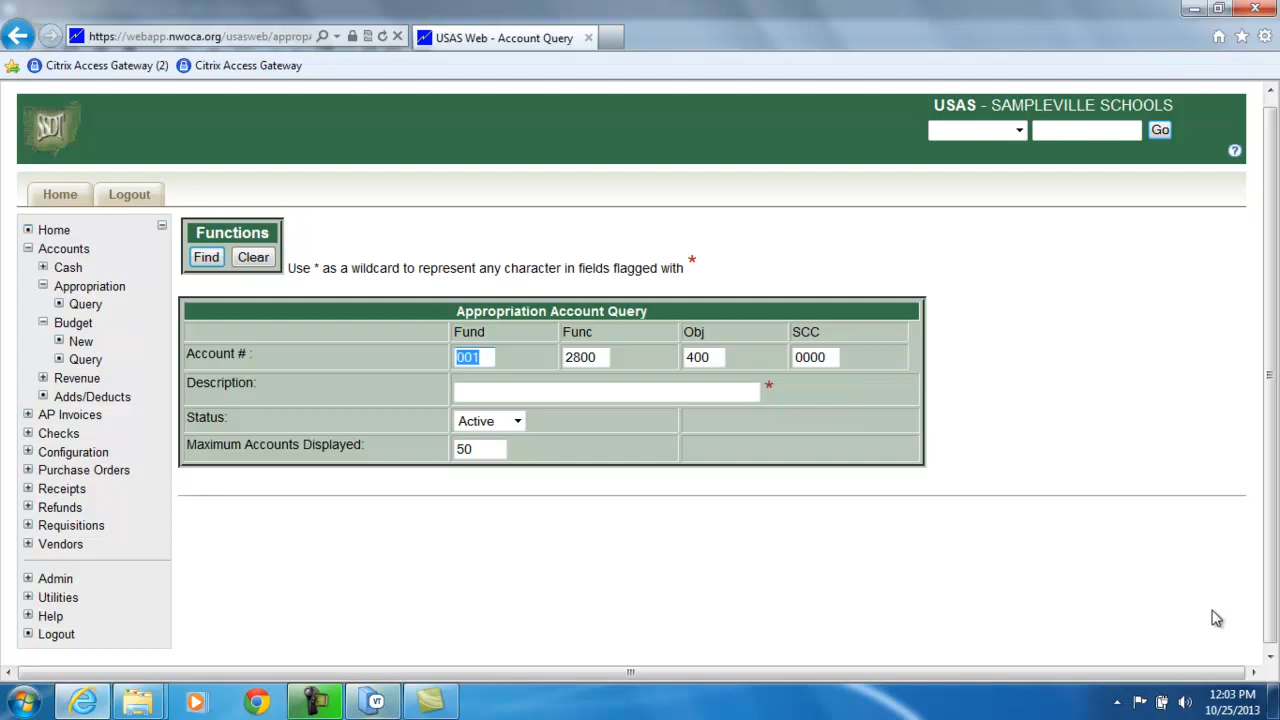 https://webapp.nwoca.org/usasweb/approp
USAS Web - Account Query
Citrix Access Gateway (2)
Citrix Access Gateway
SSDT
USAS - SAMPLEVILLE SCHOOLS
Go
Home
Logout
Home
Accounts
Cash
Appropriation
Query
Budget
New
Query
Revenue
Adds/Deducts
AP Invoices
Checks
Configuration
Purchase Orders
Receipts
Refunds
Requisitions
Vendors
Admin
Utilities
Help
Logout
Functions
Find Clear
Use * as a wildcard to represent any character in fields flagged with *
Appropriation Account Query
Fund Func Obj SCC
Account # : 001 2800 400 0000
Description: *
Status: Active
Maximum Accounts Displayed: 50
VT
12:03 PM
10/25/2013